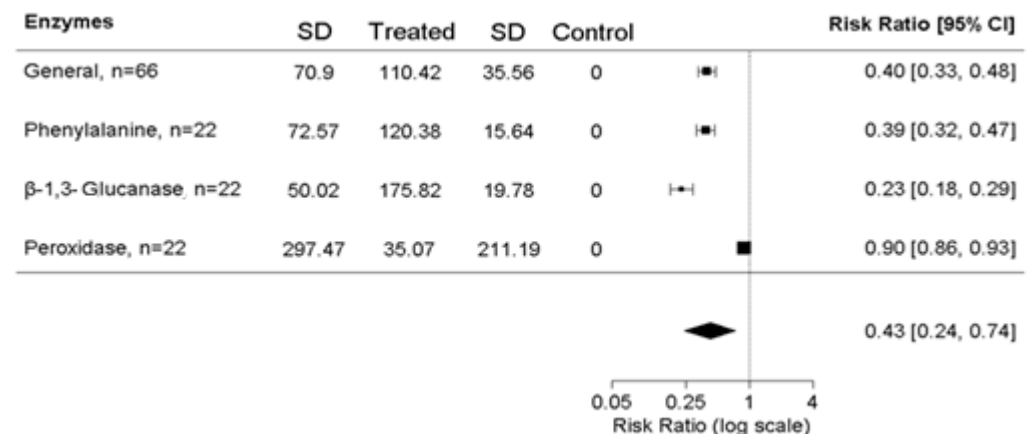 Enzymes SD Treated SD Control Risk Ratio [95% CI]
General, n=66 70.9 110.42 35.56 0 0.40 [0.33, 0.48]
Phenylalanine, n=22 72.57 120.38 15.64 0 0.39 [0.32, 0.47]
β-1,3- Glucanase, n=22 50.02 175.82 19.78 0 0.23 [0.18, 0.29]
Peroxidase, n=22 297.47 35.07 211.19 0 0.90 [0.86, 0.93]
0.43 [0.24, 0.74]
0.05 0.25 1 4
Risk Ratio (log scale)